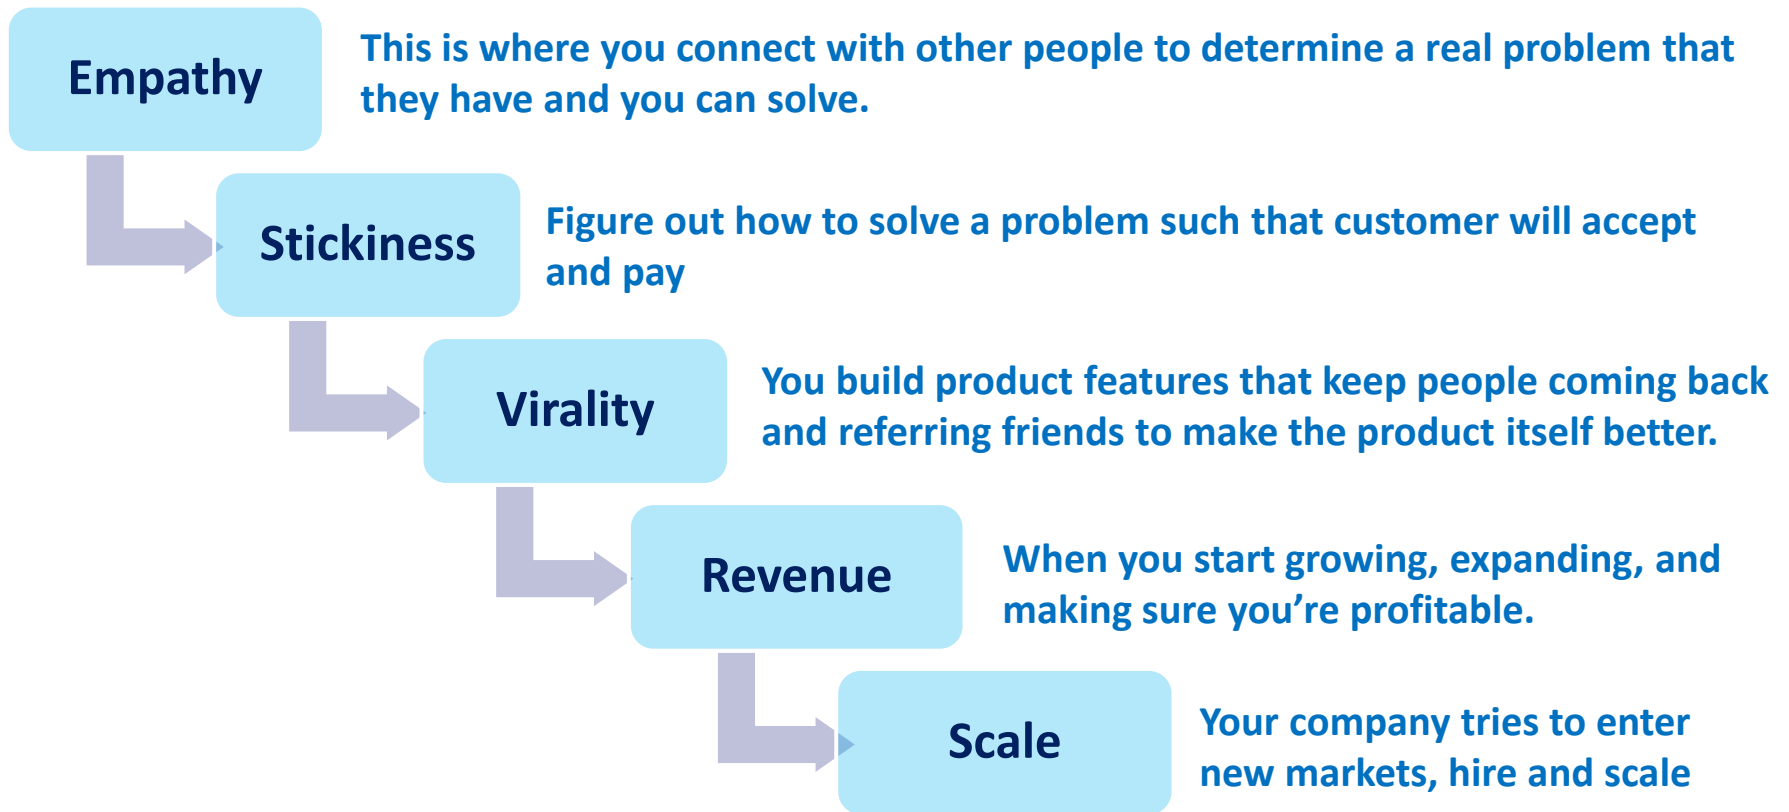 Empathy
This is where you connect with other people to determine a real problem that
they have and you can solve.
Stickiness
Figure out how to solve a problem such that customer will accept
and pay
Virality
You build product features that keep people coming back
and referring friends to make the product itself better.
Revenue
When you start growing, expanding, and
making sure you’re profitable.
Scale
Your company tries to enter
new markets, hire and scale